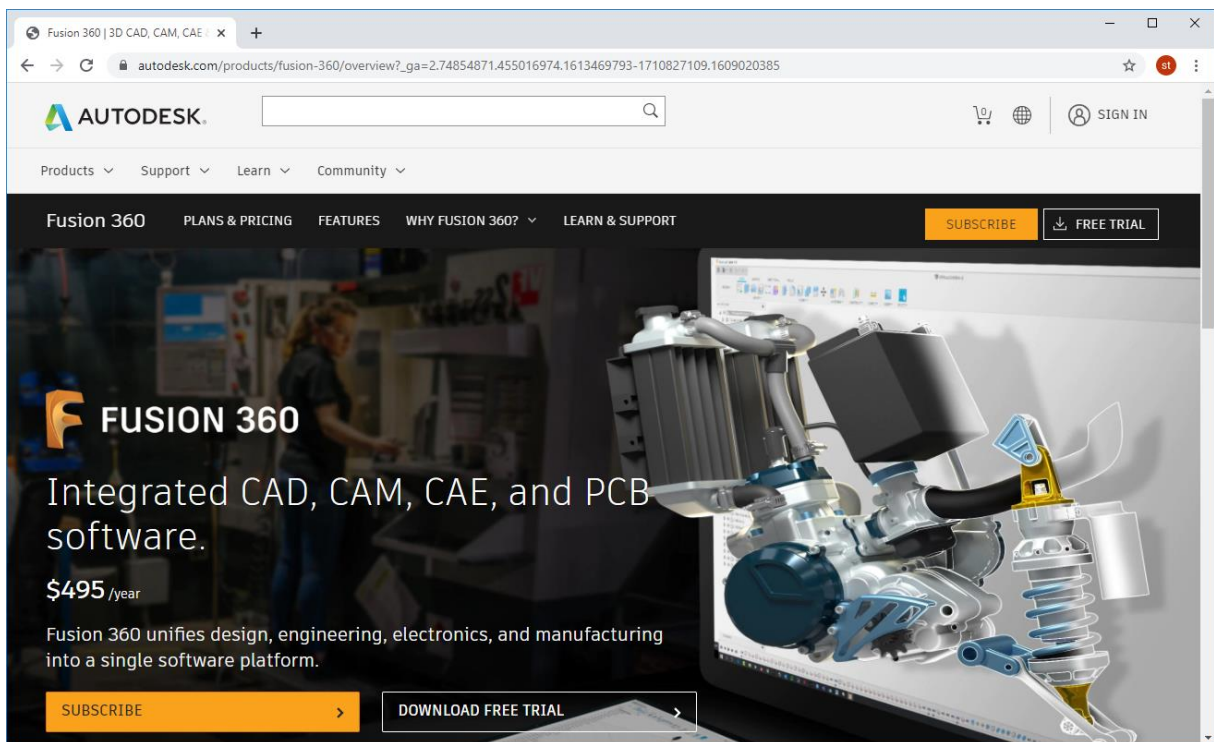 Fusion 360 | 3D CAD, CAM, CAE
autodesk.com/products/fusion-360/overview?_ga=2.74854871.455016974.1613469793-1710827109.1609020385
st
AUTODESK.
0
SIGN IN
Products
Support
Learn
Community
Fusion 360
PLANS & PRICING
FEATURES
WHY FUSION 360?
LEARN & SUPPORT
SUBSCRIBE
FREE TRIAL
FUSION 360
Integrated CAD, CAM, CAE, and PCB
software.
$495 /year
Fusion 360 unifies design, engineering, electronics, and manufacturing
into a single software platform.
SUBSCRIBE
DOWNLOAD FREE TRIAL